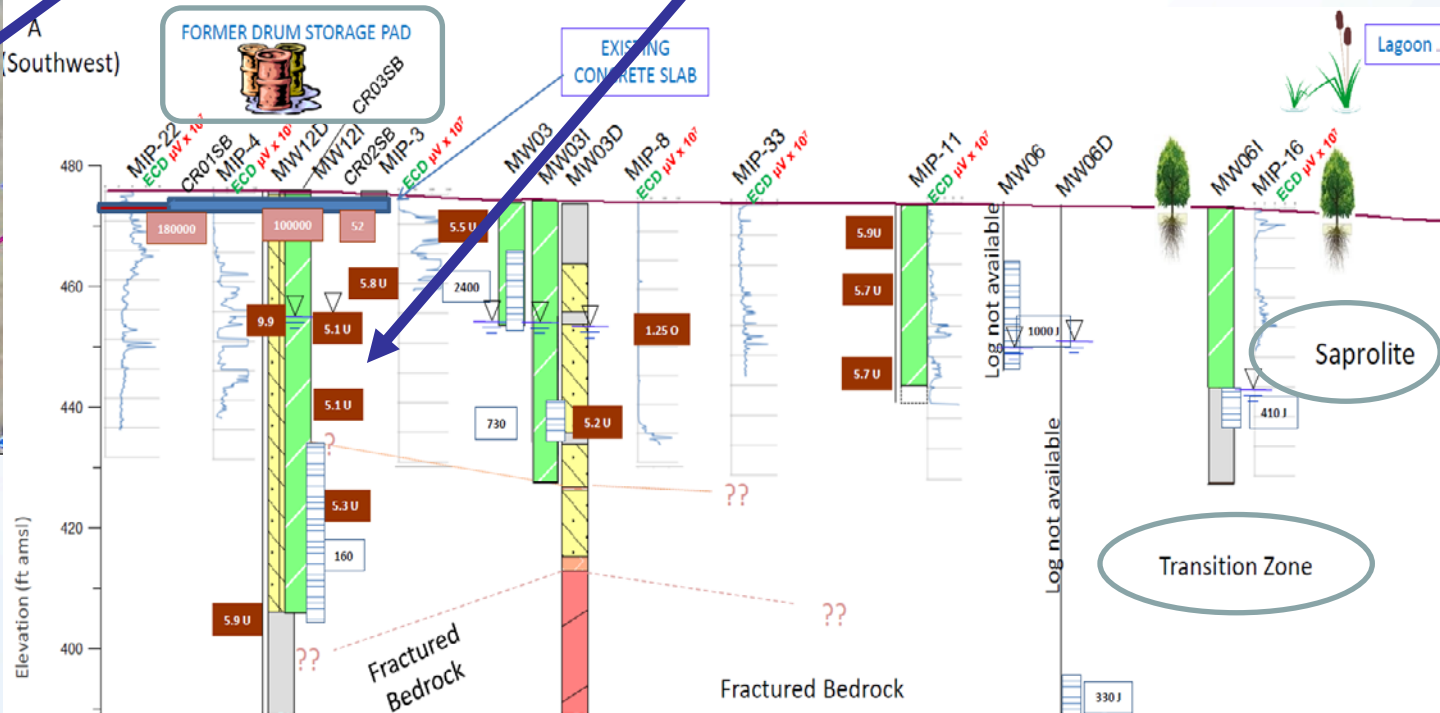 A
(Southwest)
FORMER DRUM STORAGE PAD
EXISTING
CONCRETE SLAB
Lagoon
MIP-22
ECD µV x 10⁷
CR01SB
MIP-4
ECD µV x 10⁷
MW12D
MW12I
CR03SB
CR02SB
MIP-3
ECD µV x 10⁷
MW03
MW03I
MW03D
MIP-8
ECD µV x 10⁷
MIP-33
ECD µV x 10⁷
MIP-11
ECD µV x 10⁷
MW06
MW06D
MW06I
MIP-16
ECD µV x 10⁷
480
460
440
420
400
Elevation (ft amsl)
180000
100000
52
5.5 U
5.9U
5.8 U
2400
5.7 U
9.9
5.1 U
1.25 O
1000 J
5.7 U
5.1 U
730
5.2 U
410 J
?
??
5.3 U
160
5.9 U
??
??
330 J
Log not available
Log not available
Saprolite
Transition Zone
Fractured
Bedrock
Fractured Bedrock